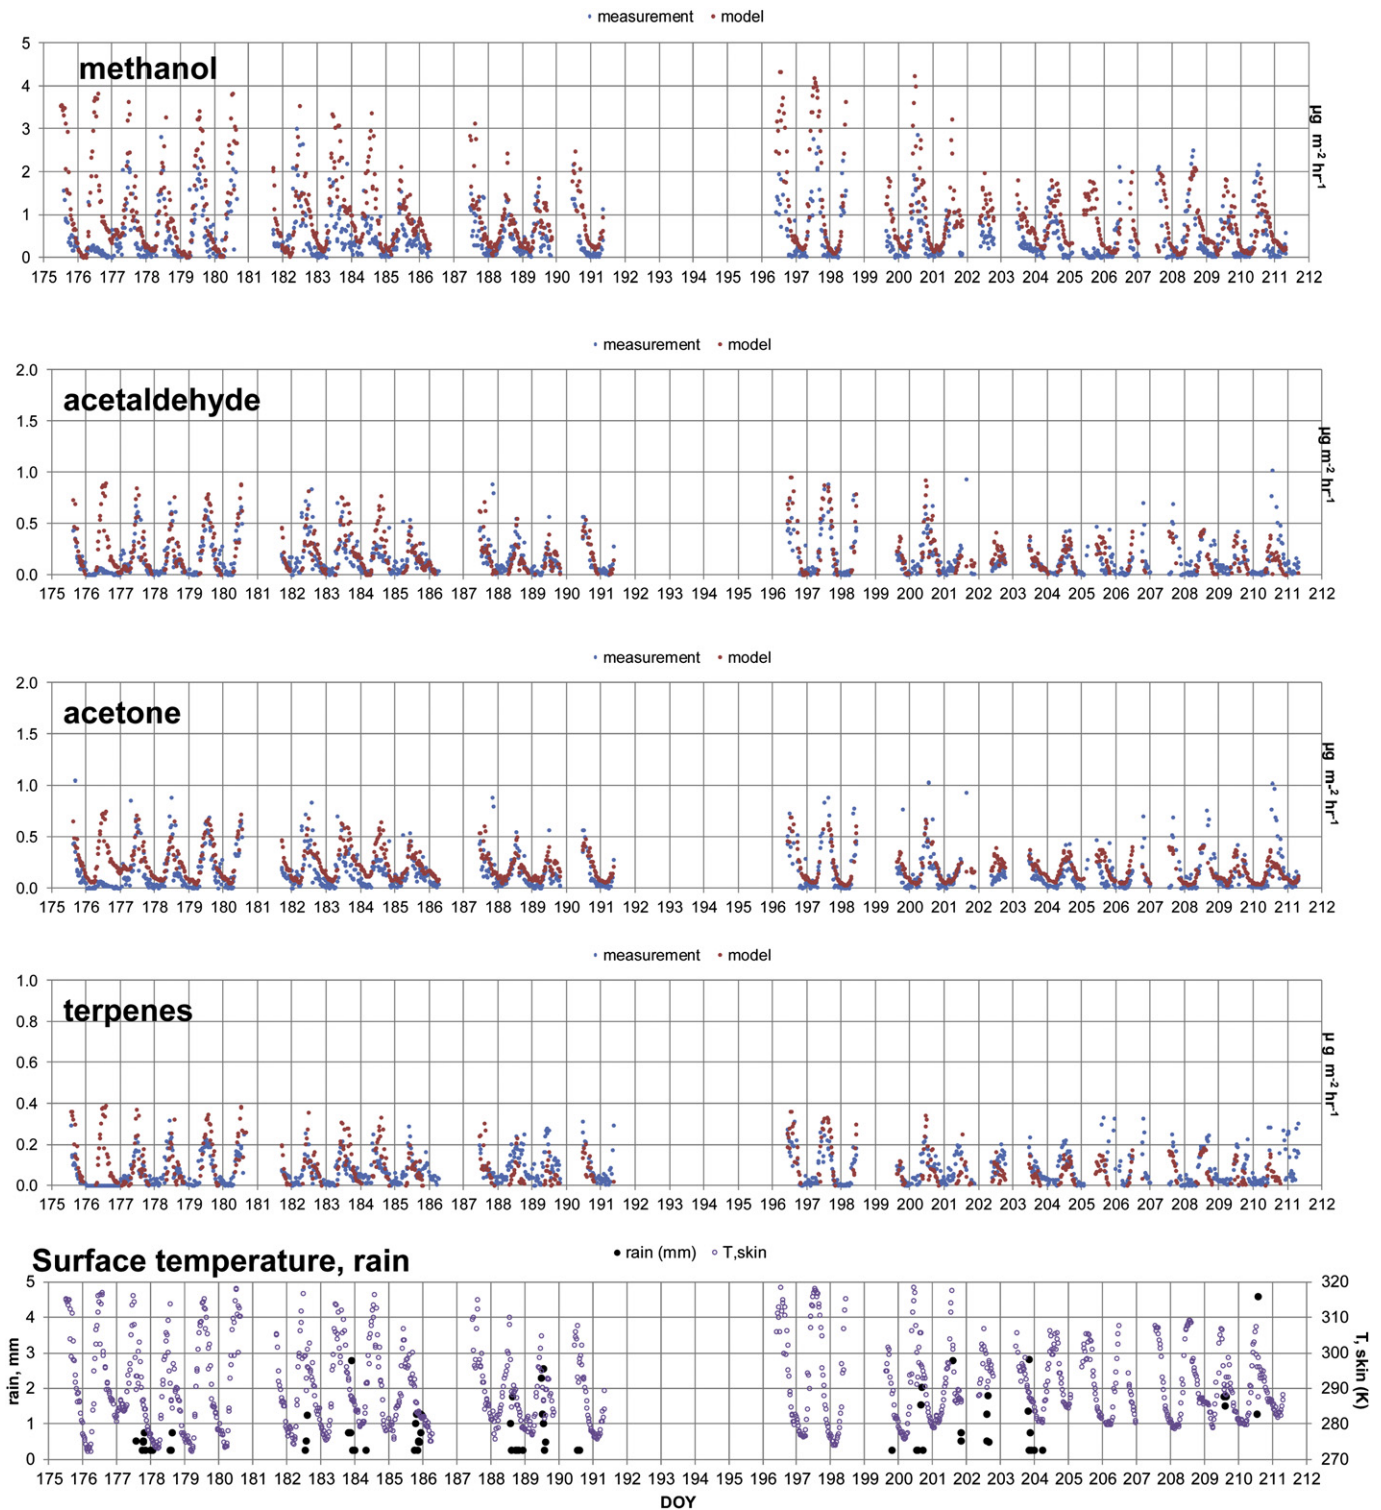 measurement model
methanol
5
4
3
2
1
0
µg m-2 hr-1
175 176 177 178 179 180 181 182 183 184 185 186 187 188 189 190 191 192 193 194 195 196 197 198 199 200 201 202 203 204 205 206 207 208 209 210 211 212
measurement model
acetaldehyde
2.0
1.5
1.0
0.5
0.0
µg m-2 hr-1
175 176 177 178 179 180 181 182 183 184 185 186 187 188 189 190 191 192 193 194 195 196 197 198 199 200 201 202 203 204 205 206 207 208 209 210 211 212
measurement model
acetone
2.0
1.5
1.0
0.5
0.0
µg m-2 hr-1
175 176 177 178 179 180 181 182 183 184 185 186 187 188 189 190 191 192 193 194 195 196 197 198 199 200 201 202 203 204 205 206 207 208 209 210 211 212
measurement model
terpenes
1.0
0.8
0.6
0.4
0.2
0.0
µ g m-2 hr-1
175 176 177 178 179 180 181 182 183 184 185 186 187 188 189 190 191 192 193 194 195 196 197 198 199 200 201 202 203 204 205 206 207 208 209 210 211 212
Surface temperature, rain
rain (mm) T,skin
rain, mm
5
4
3
2
1
0
320
310
300
290
280
270
T, skin (K)
175 176 177 178 179 180 181 182 183 184 185 186 187 188 189 190 191 192 193 194 195 196 197 198 199 200 201 202 203 204 205 206 207 208 209 210 211 212
DOY